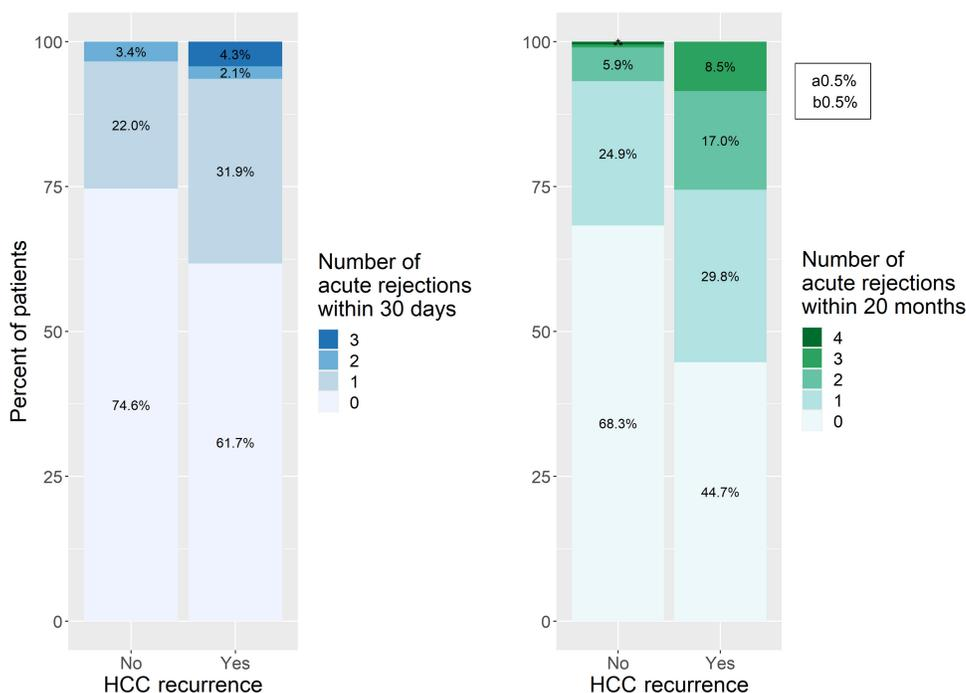 100
75
50
25
0
Percent of patients
3.4%
22.0%
74.6%
4.3%
2.1%
31.9%
61.7%
No
Yes
HCC recurrence
Number of
acute rejections
within 30 days
3
2
1
0
100
75
50
25
0
5.9%
24.9%
68.3%
8.5%
17.0%
29.8%
44.7%
No
Yes
HCC recurrence
a0.5%
b0.5%
Number of
acute rejections
within 20 months
4
3
2
1
0